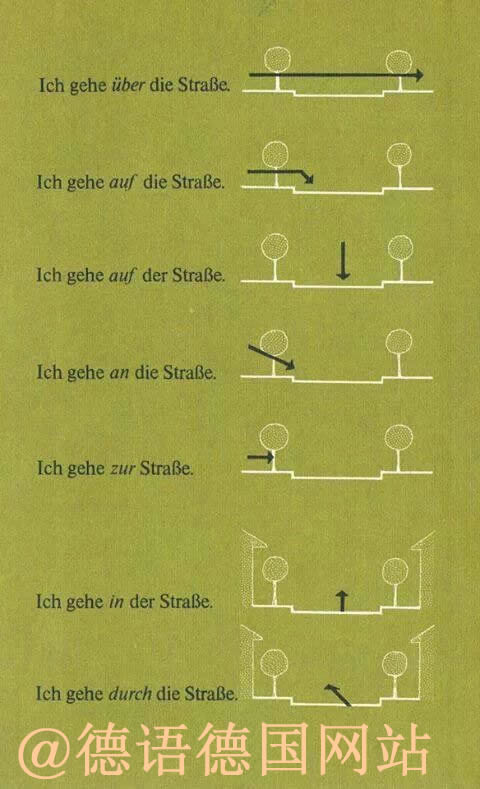 Ich gehe über die Straße.
Ich gehe auf die Straße.
Ich gehe auf der Straße.
Ich gehe an die Straße.
Ich gehe zur Straße.
Ich gehe in der Straße.
Ich gehe durch die Straße.
@德语德国网站